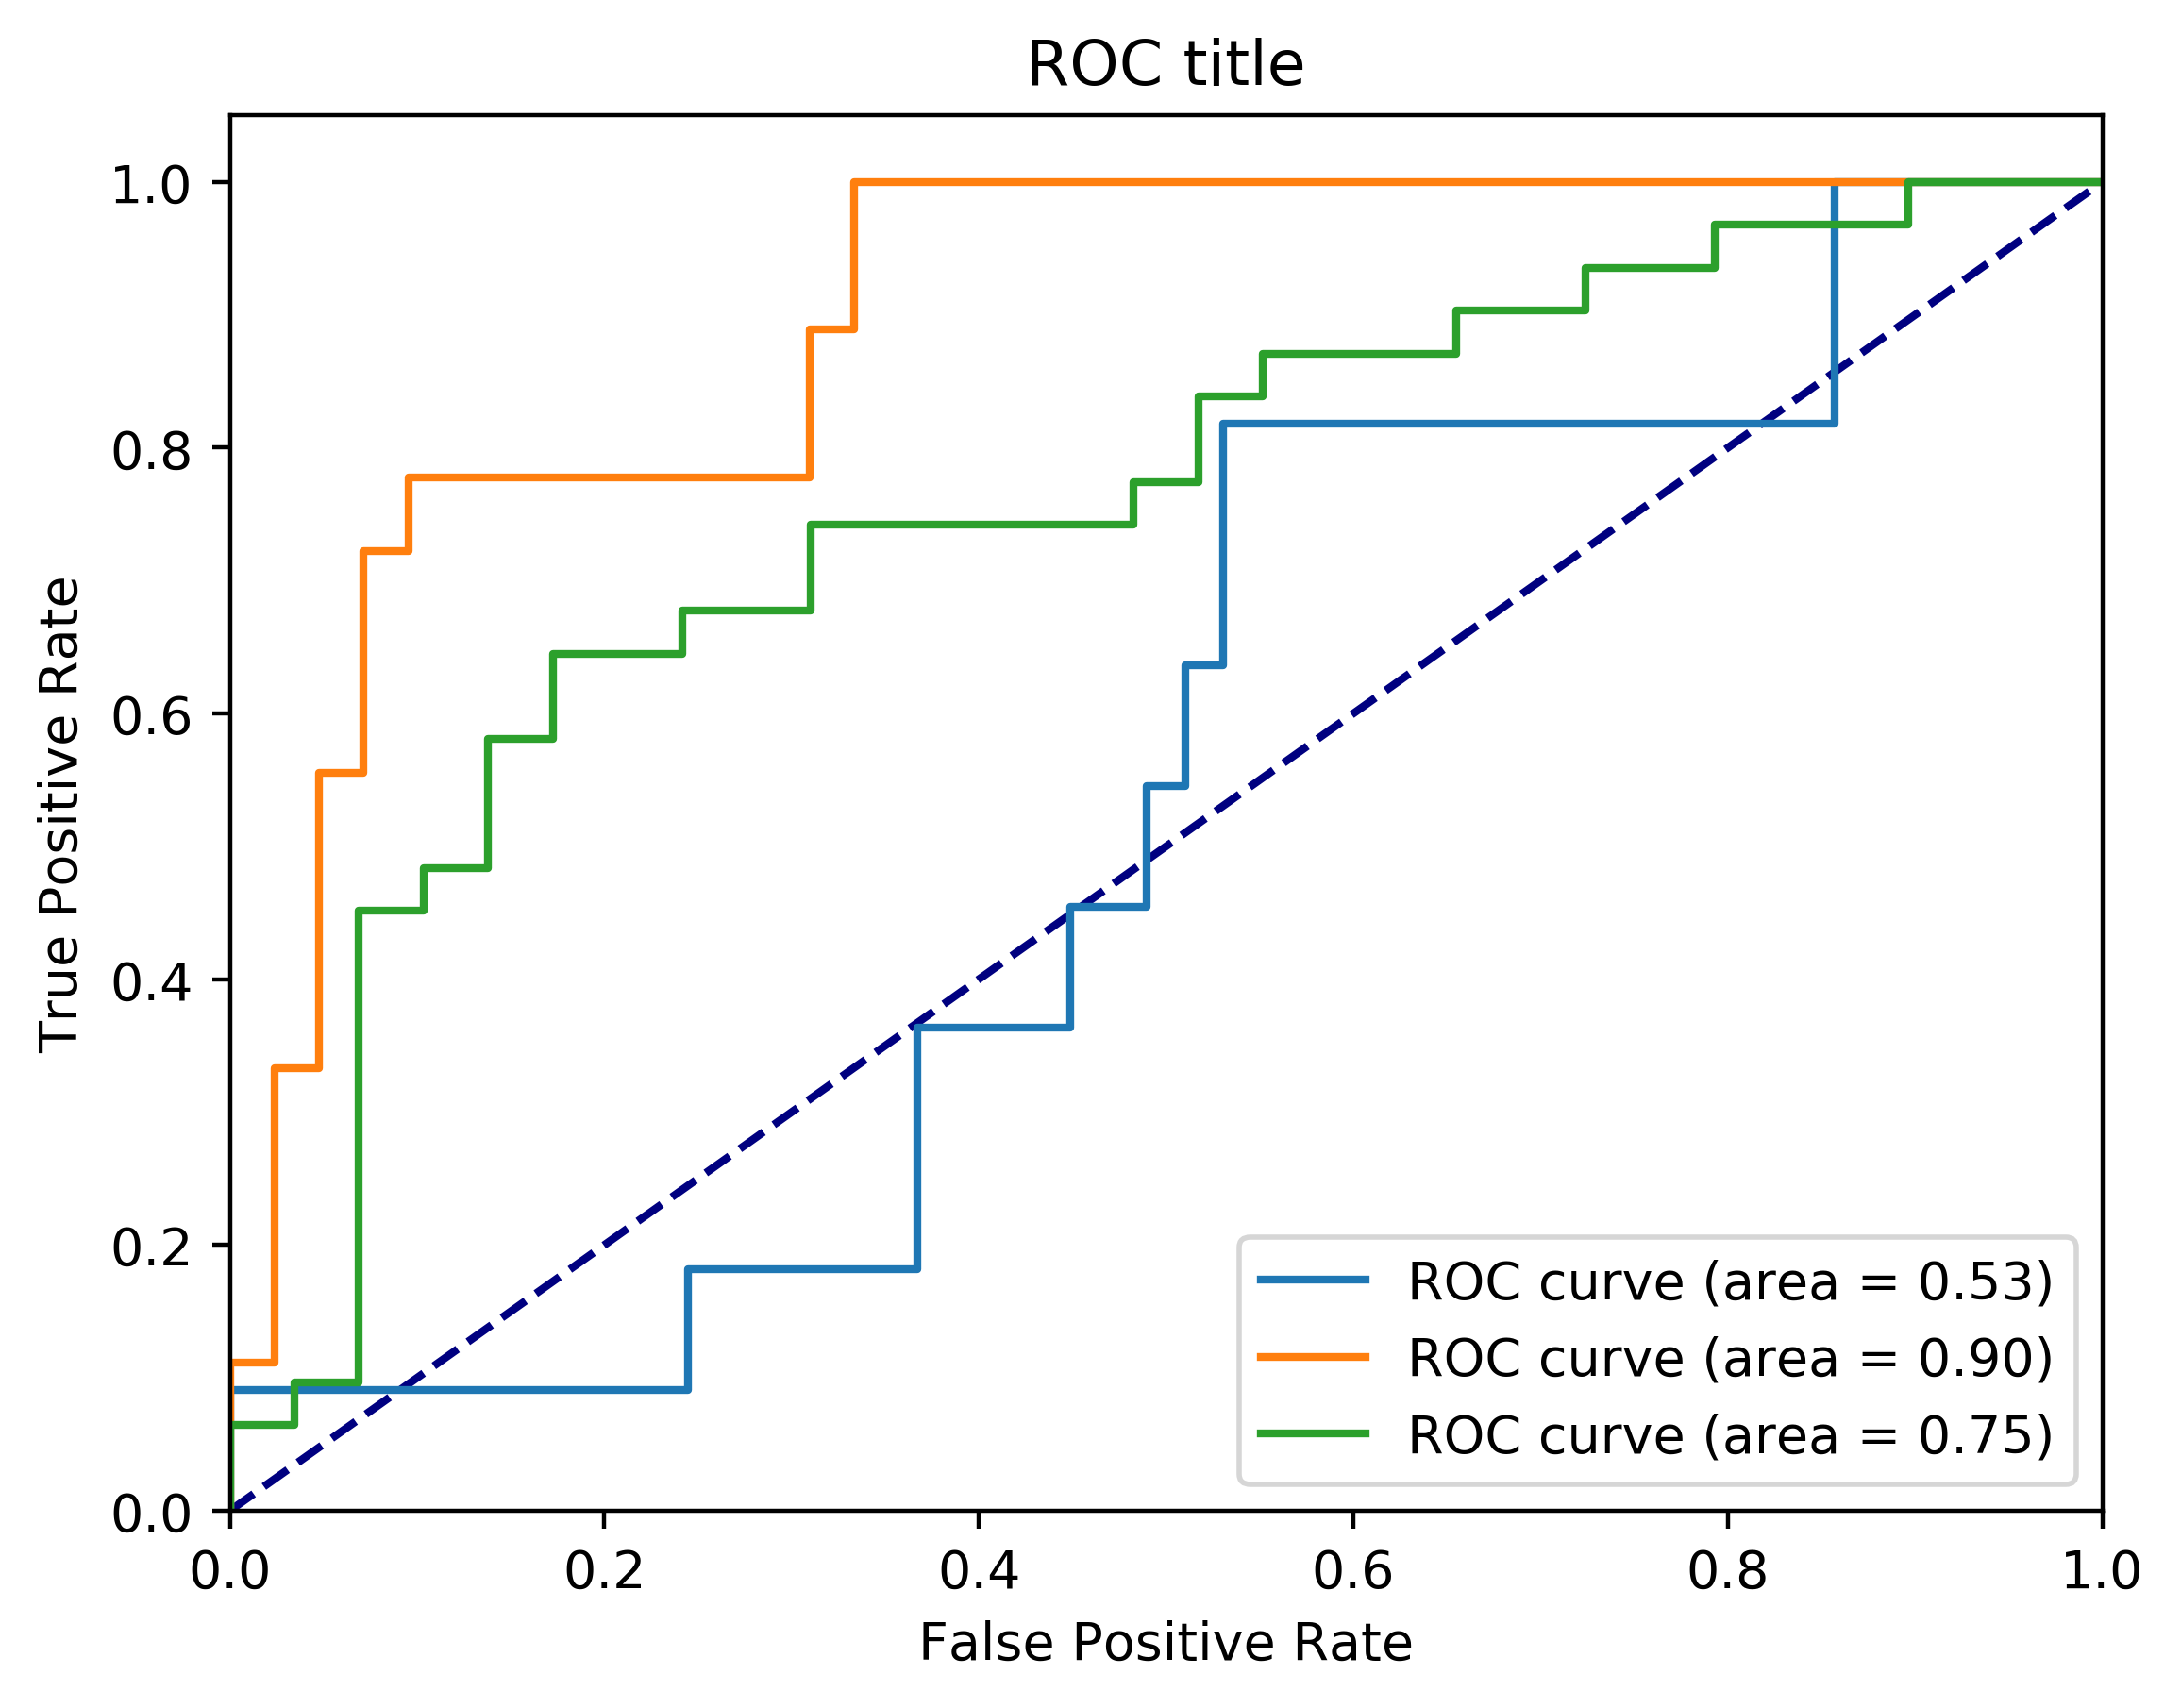 ROC title
1.0
0.8
0.6
0.4
0.2
0.0
True Positive Rate
ROC curve (area = 0.53)
ROC curve (area = 0.90)
ROC curve (area = 0.75)
0.0 0.2 0.4 0.6 0.8 1.0
False Positive Rate